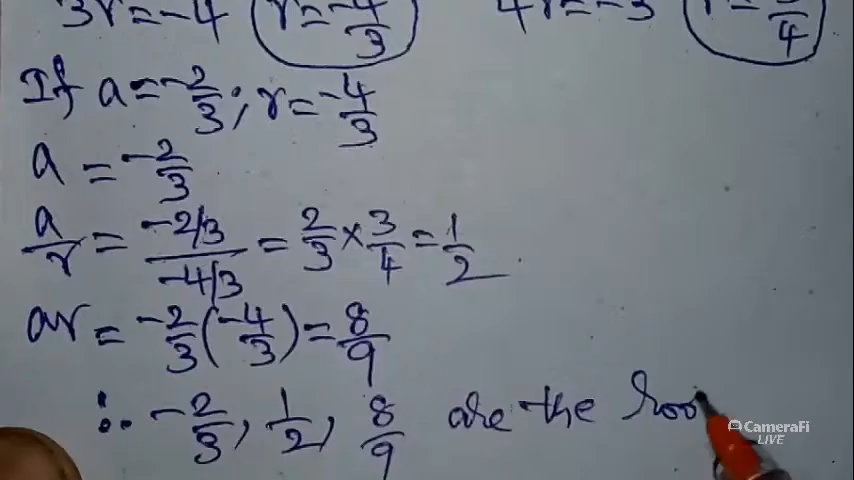 3r=-4 r=-4/3 4r=-3 r=-3/4
If a=-2/3; r=-4/3
a=-2/3
a/r = (-2/3)/(-4/3) = 2/3 × 3/4 = 1/2
ar = -2/3(-4/3) = 8/9
∴ -2/3, 1/2, 8/9 are the roo
CameraFi
LIVE